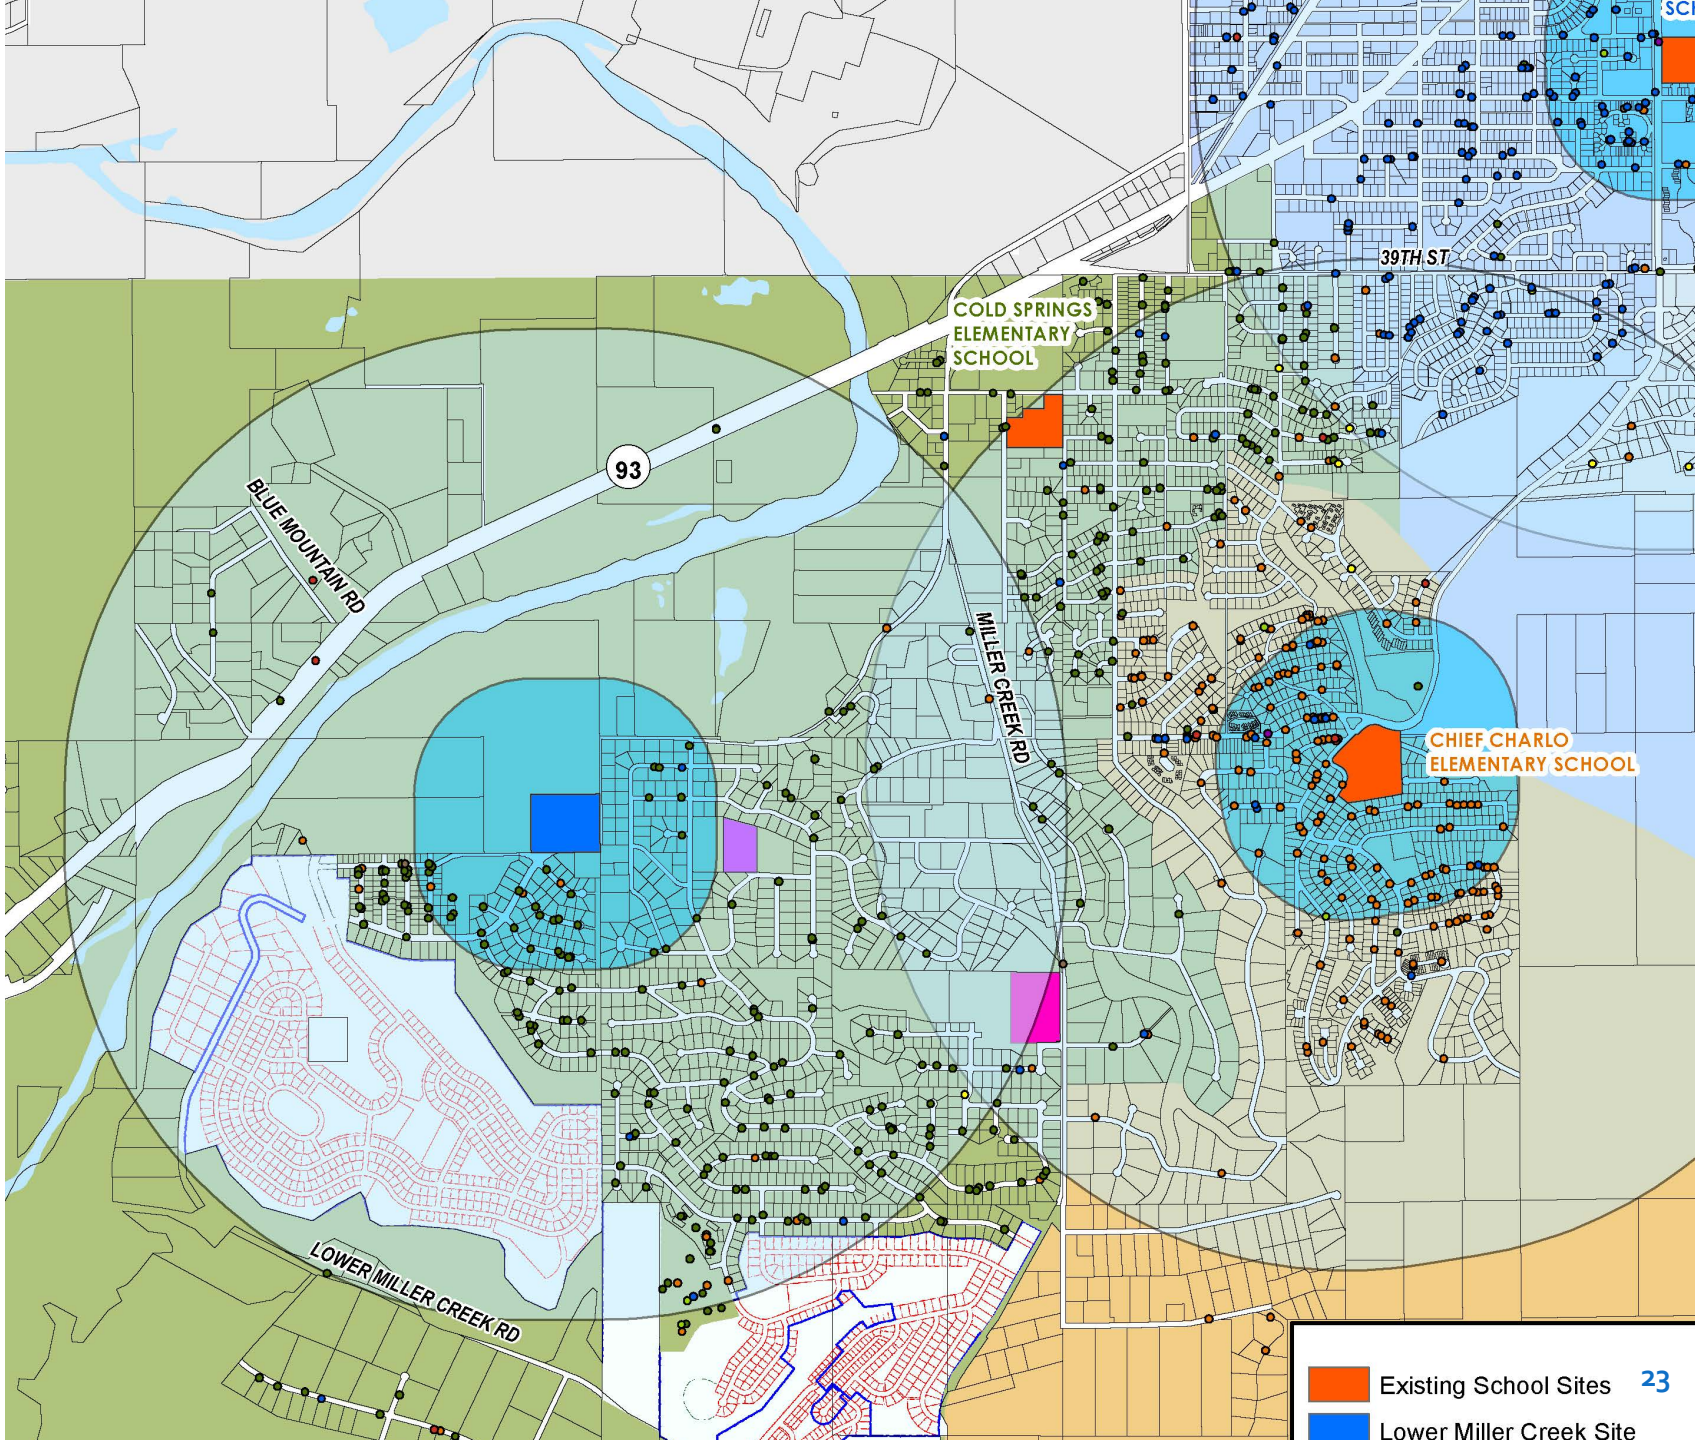 SCH
39TH ST
COLD SPRINGS
ELEMENTARY
SCHOOL
93
BLUE MOUNTAIN RD
MILLER CREEK RD
CHIEF CHARLO
ELEMENTARY SCHOOL
LOWER MILLER CREEK RD
Existing School Sites 23
Lower Miller Creek Site